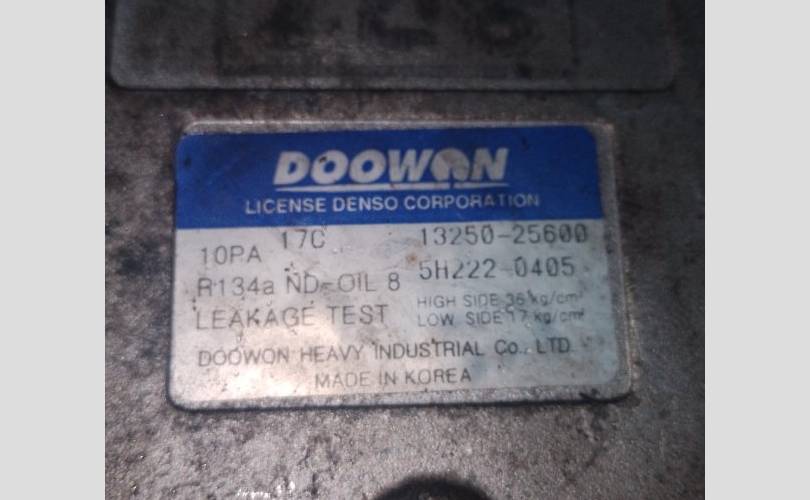 DOOWON
LICENSE DENSO CORPORATION
10PA 17C 13250-25600
R134a ND-OIL 8 5H222-0405
LEAKAGE TEST HIGH SIDE 36 kg/cm²
LOW SIDE 17 kg/cm²
DOOWON HEAVY INDUSTRIAL Co., LTD
MADE IN KOREA